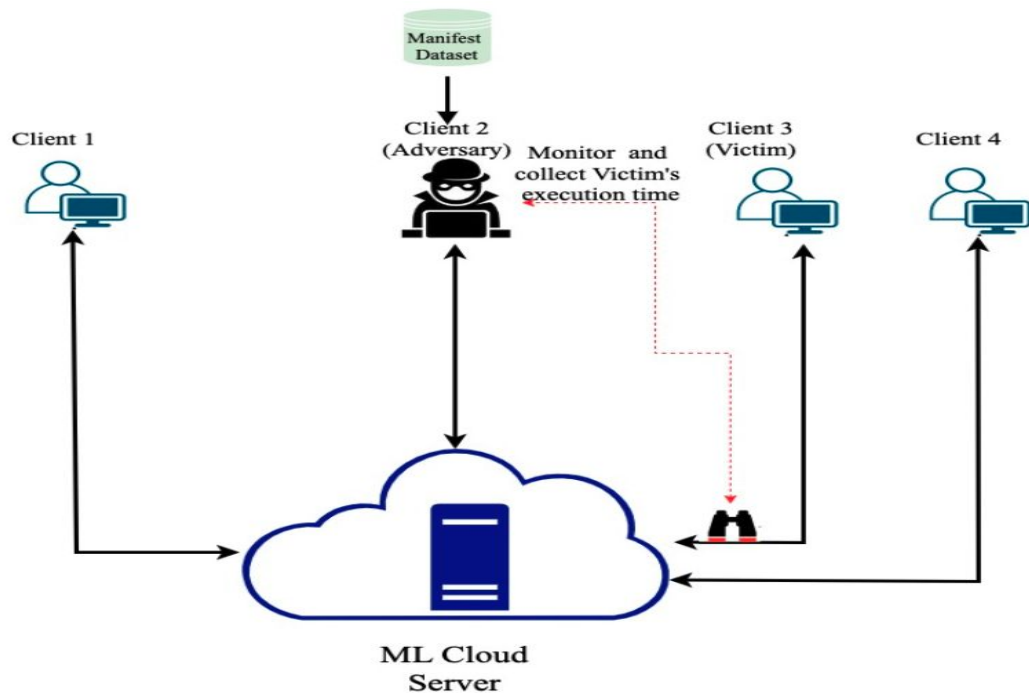 Manifest
Dataset
Client 1
Client 2
(Adversary)
Monitor and
collect Victim's
execution time
Client 3
(Victim)
Client 4
ML Cloud
Server